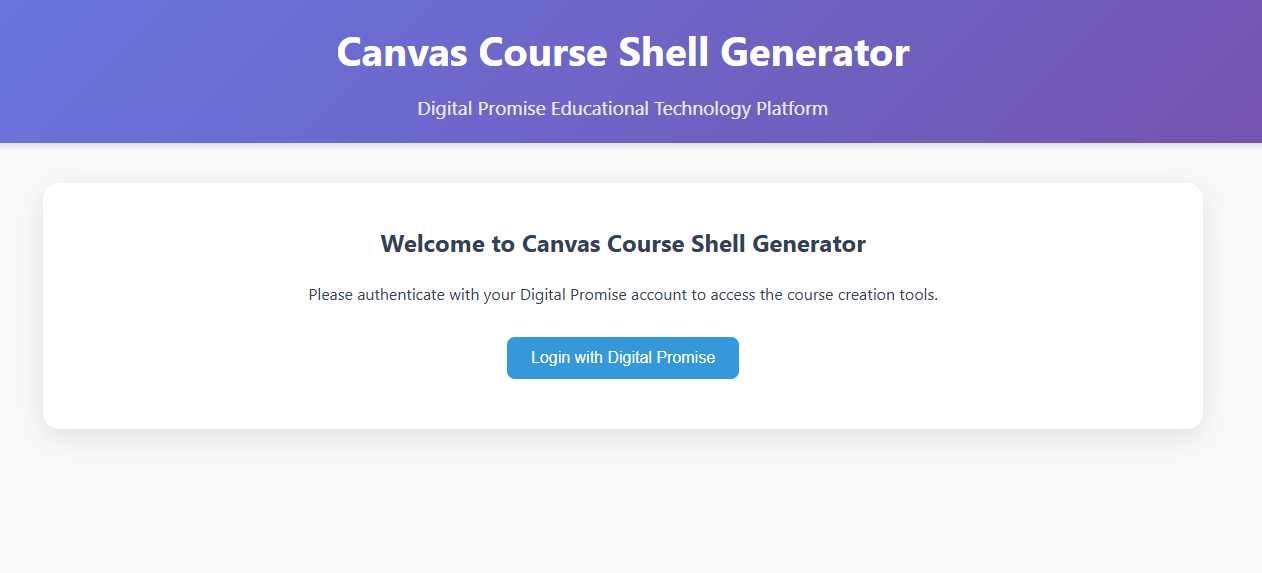 Canvas Course Shell Generator
Digital Promise Educational Technology Platform
Welcome to Canvas Course Shell Generator
Please authenticate with your Digital Promise account to access the course creation tools.
Login with Digital Promise